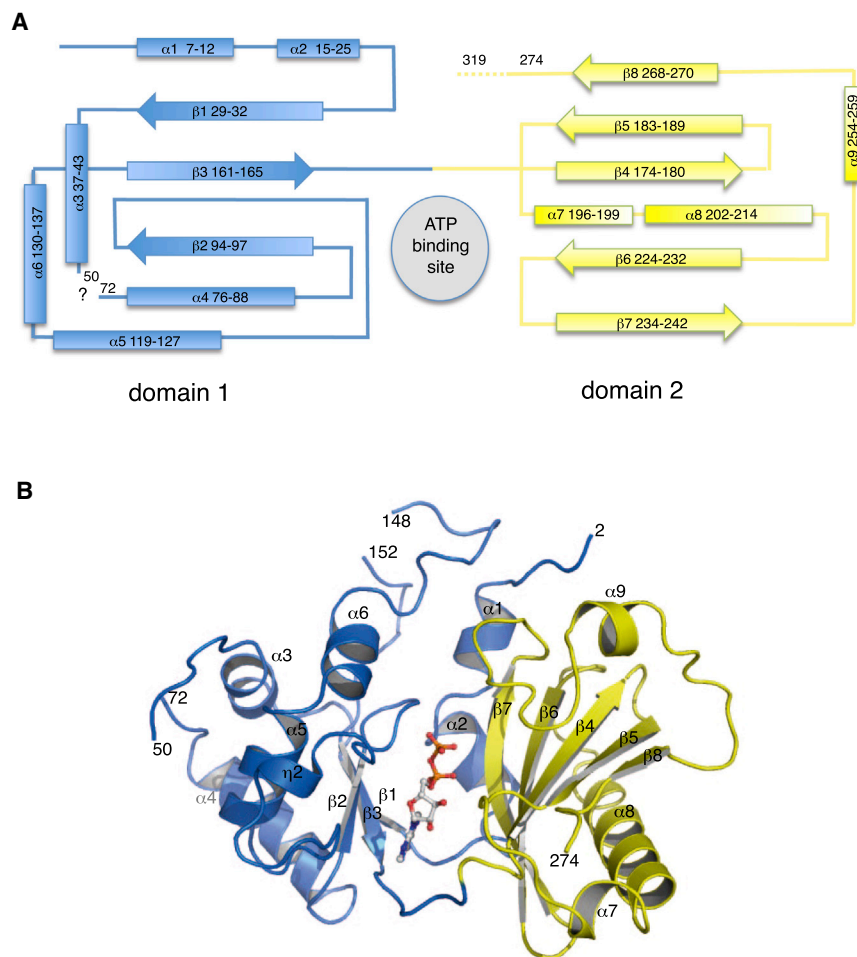 A
α1 7-12
α2 15-25
319
274
β8 268-270
β1 29-32
β5 183-189
α9 254-259
α3 37-43
β3 161-165
β4 174-180
α6 130-137
ATP
binding
site
α7 196-199
α8 202-214
β2 94-97
β6 224-232
50
?
72
α4 76-88
β7 234-242
α5 119-127
domain 1
domain 2
B
148
2
152
α9
α6
α1
α3
72
β7
β6
β4
α5
α2
β5
50
β8
η2
α4
β2
β1
β3
α8
274
α7